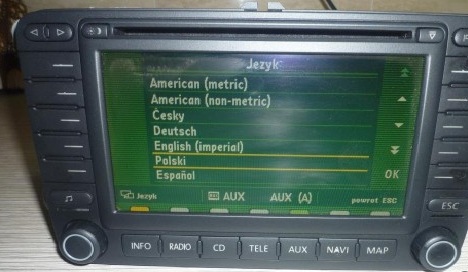 Jezyk
American (metric)
American (non-metric)
Česky
Deutsch
English (imperial)
Polski
Español
OK
Jezyk AUX AUX (A) powrot ESC
ESC
INFO RADIO CD TELE AUX NAVI MAP